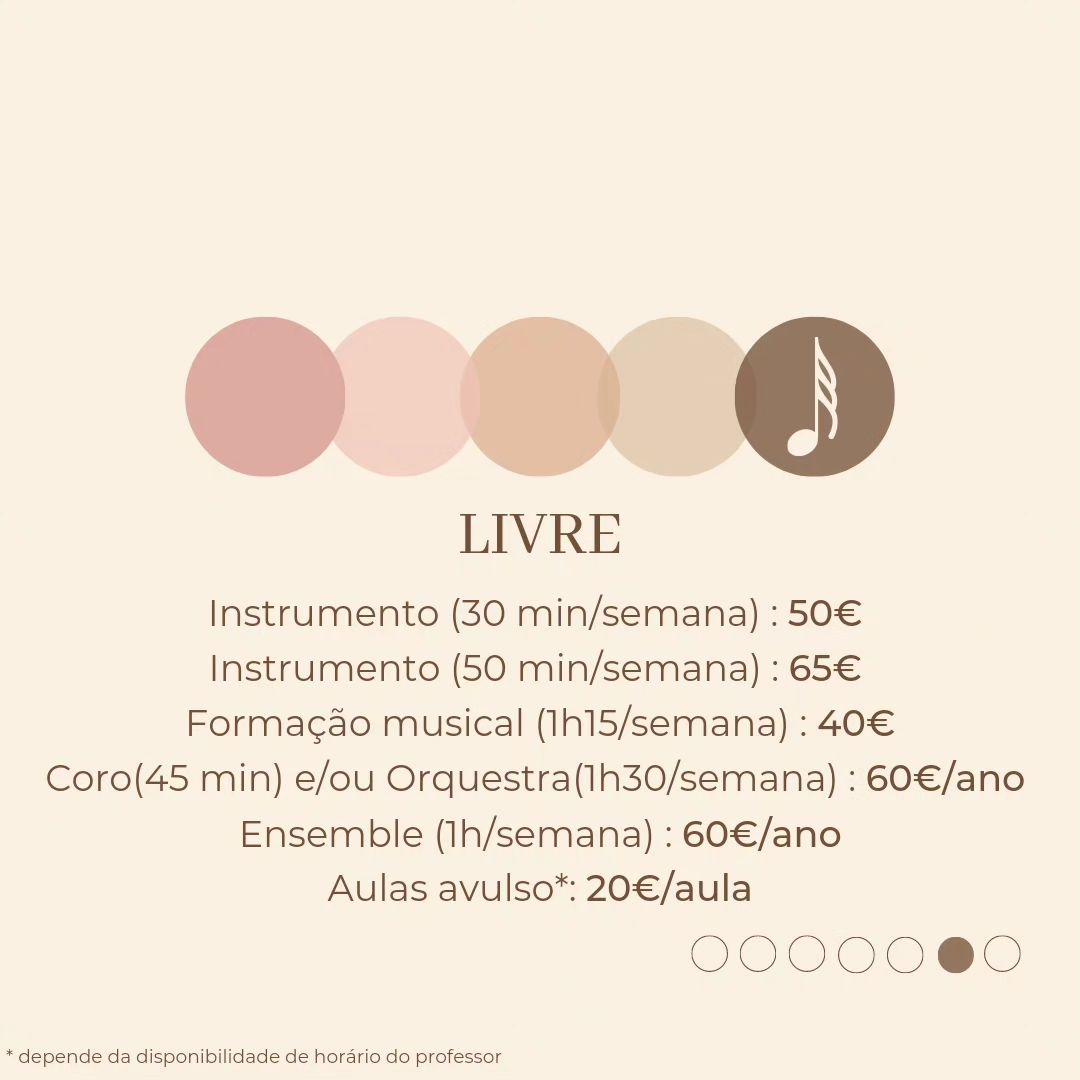 LIVRE
Instrumento (30 min/semana) : 50€
Instrumento (50 min/semana) : 65€
Formação musical (1h15/semana) : 40€
Coro(45 min) e/ou Orquestra(1h30/semana) : 60€/ano
Ensemble (1h/semana) : 60€/ano
Aulas avulso*: 20€/aula
* depende da disponibilidade de horário do professor